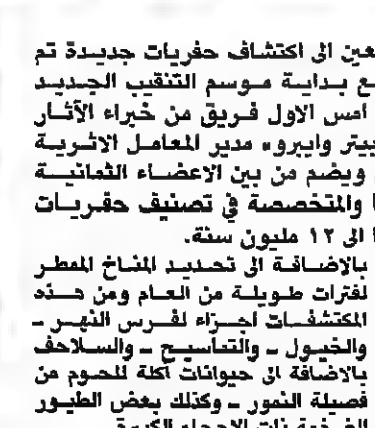 عين الى اكتشاف حفريات جديدة تم
ع بداية موسم التنقيب الجديد
امس الاول فريق من خبراء الآثار
بيتر وايبرو، مدير المعامل الاثرية
ويضم من بين الاعضاء الثمانية
ا والمتخصصة في تصنيف حفريات
ا الى ١٢ مليون سنة.
بالاضافة الى تحديد المناخ الممطر
لفترات طويلة من العام ومن هذه
المكتشفات اجزاء لفرس النهر ـ
والخيول ـ والتماسيح ـ والسلاحف
بالاضافة الى حيوانات آكلة للحوم من
فصيلة النمور ـ وكذلك بعض الطيور